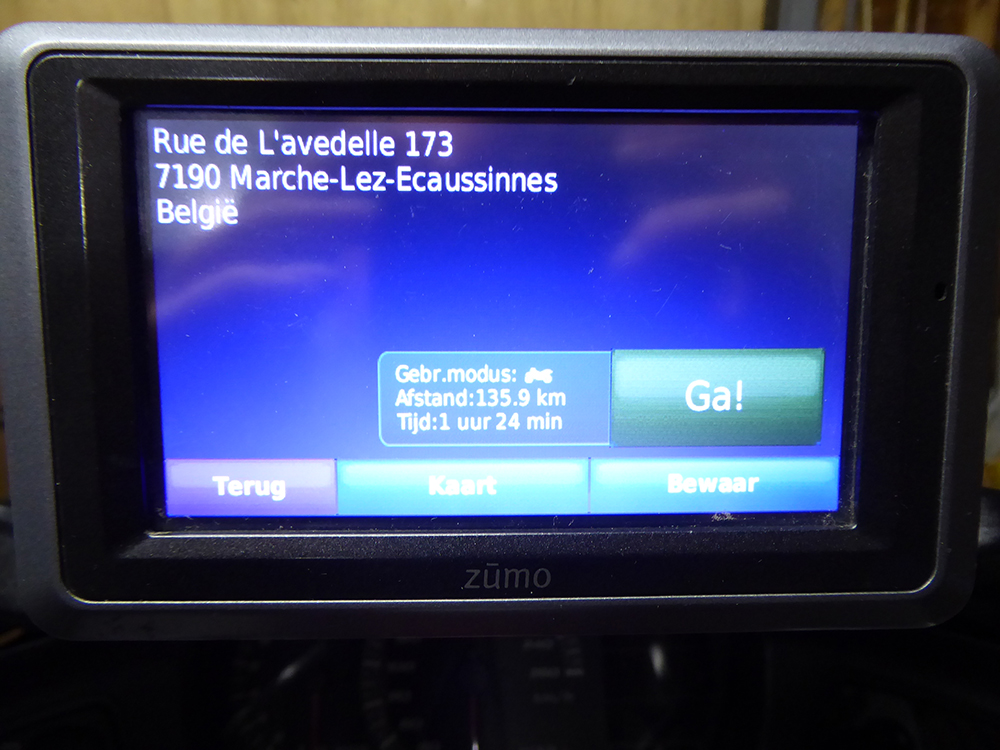 Rue de L'avedelle 173
7190 Marche-Lez-Ecaussinnes
België
Gebr.modus:
Afstand:135.9 km
Tijd:1 uur 24 min
Ga!
Terug
Kaart
Bewaar
zūmo